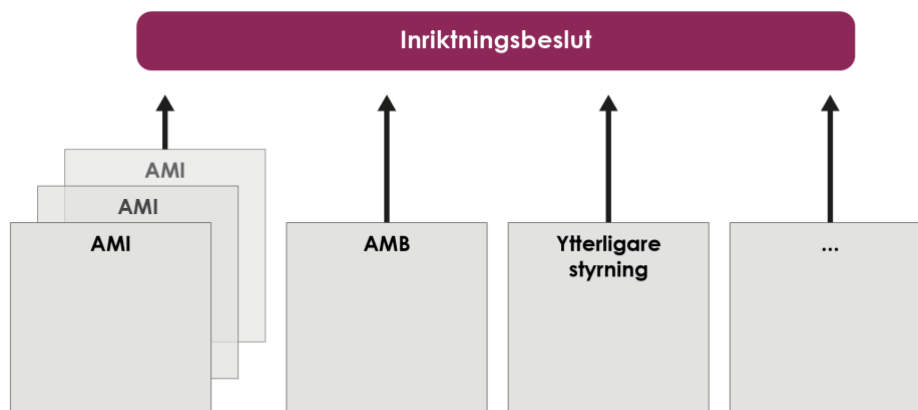 Inriktningsbeslut
AMI
AMI
AMI
AMB
Ytterligare
styrning
...